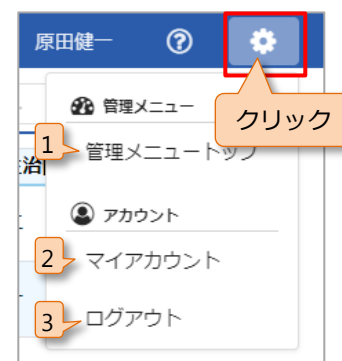 原田健一
管理メニュー
クリック
1
管理メニュートップ
治
アカウント
2
マイアカウント
3
ログアウト